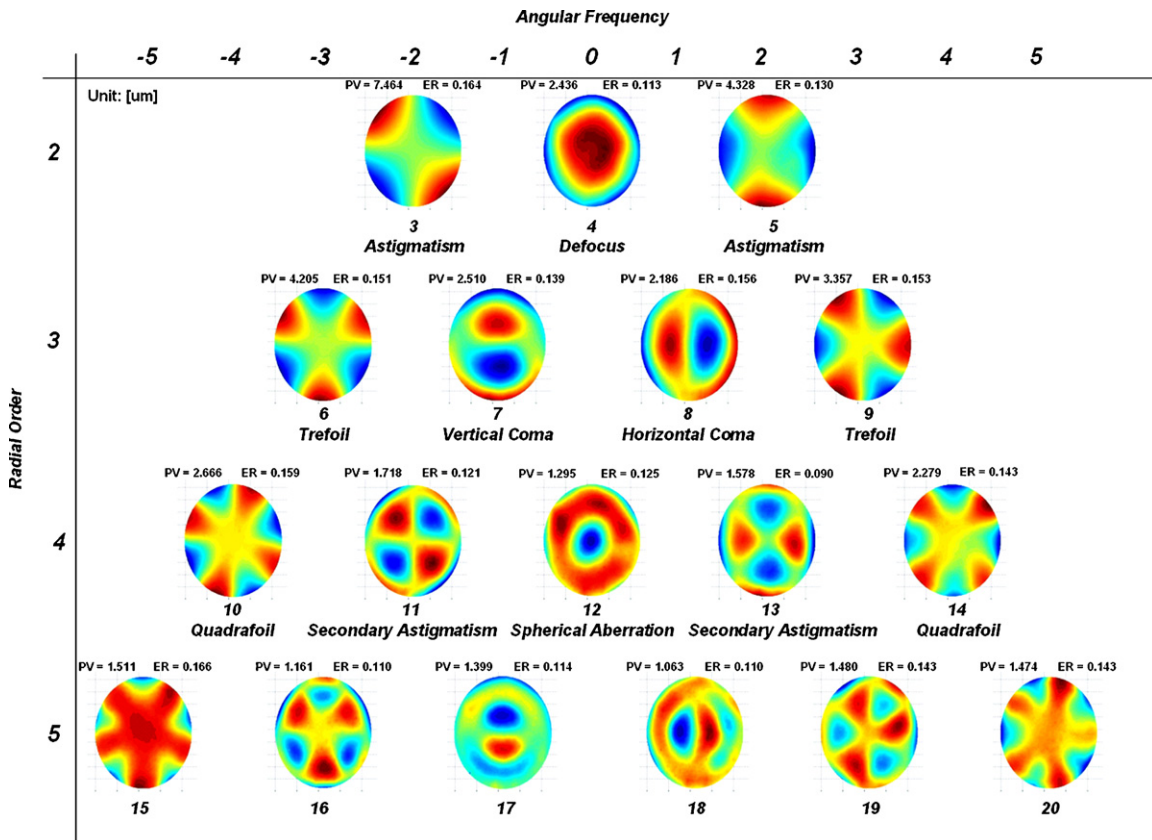 Angular Frequency
-5 -4 -3 -2 -1 0 1 2 3 4 5
Unit: [um]
Radial Order
PV = 7.464 ER = 0.164 PV = 2.436 ER = 0.113 PV = 4.328 ER = 0.130
2
3 4 5
Astigmatism Defocus Astigmatism
PV = 4.205 ER = 0.151 PV = 2.510 ER = 0.139 PV = 2.186 ER = 0.156 PV = 3.357 ER = 0.153
3
6 7 8 9
Trefoil Vertical Coma Horizontal Coma Trefoil
PV = 2.666 ER = 0.159 PV = 1.718 ER = 0.121 PV = 1.295 ER = 0.125 PV = 1.578 ER = 0.090 PV = 2.279 ER = 0.143
4
10 11 12 13 14
Quadrafoil Secondary Astigmatism Spherical Aberration Secondary Astigmatism Quadrafoil
PV = 1.511 ER = 0.166 PV = 1.161 ER = 0.110 PV = 1.399 ER = 0.114 PV = 1.063 ER = 0.110 PV = 1.480 ER = 0.143 PV = 1.474 ER = 0.143
5
15 16 17 18 19 20